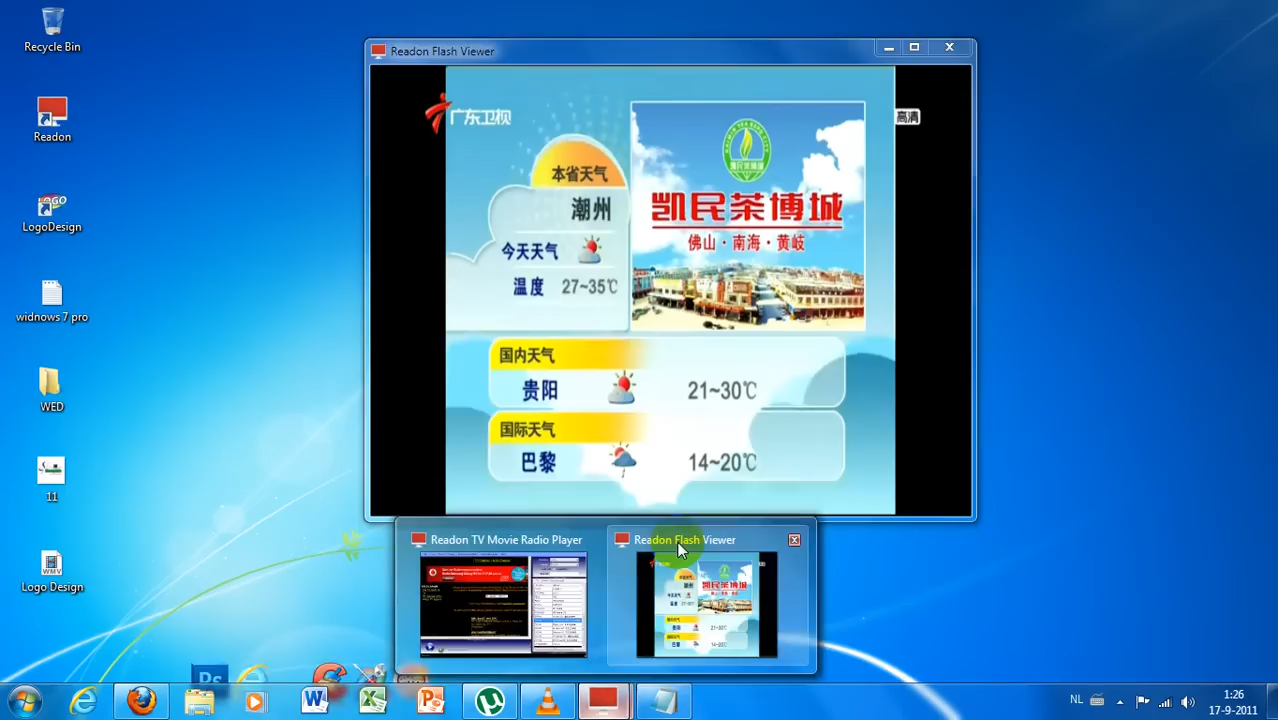 Recycle Bin
Readon
LogoDesign
widnows 7 pro
WED
11
Logo Design
Readon Flash Viewer
广东卫视
高清
本省天气
潮州
今天天气
温度 27~35℃
凯民茶博城
佛山·南海·黄岐
国内天气
贵阳 21~30℃
国际天气
巴黎 14~20℃
Readon TV Movie Radio Player
Readon Flash Viewer
Ps
NL
1:26
17-9-2011